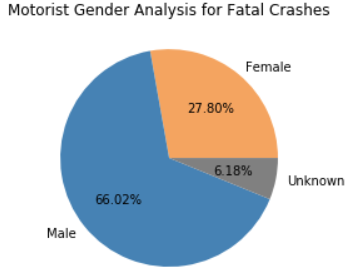 Motorist Gender Analysis for Fatal Crashes
Female
27.80%
6.18%
Unknown
66.02%
Male